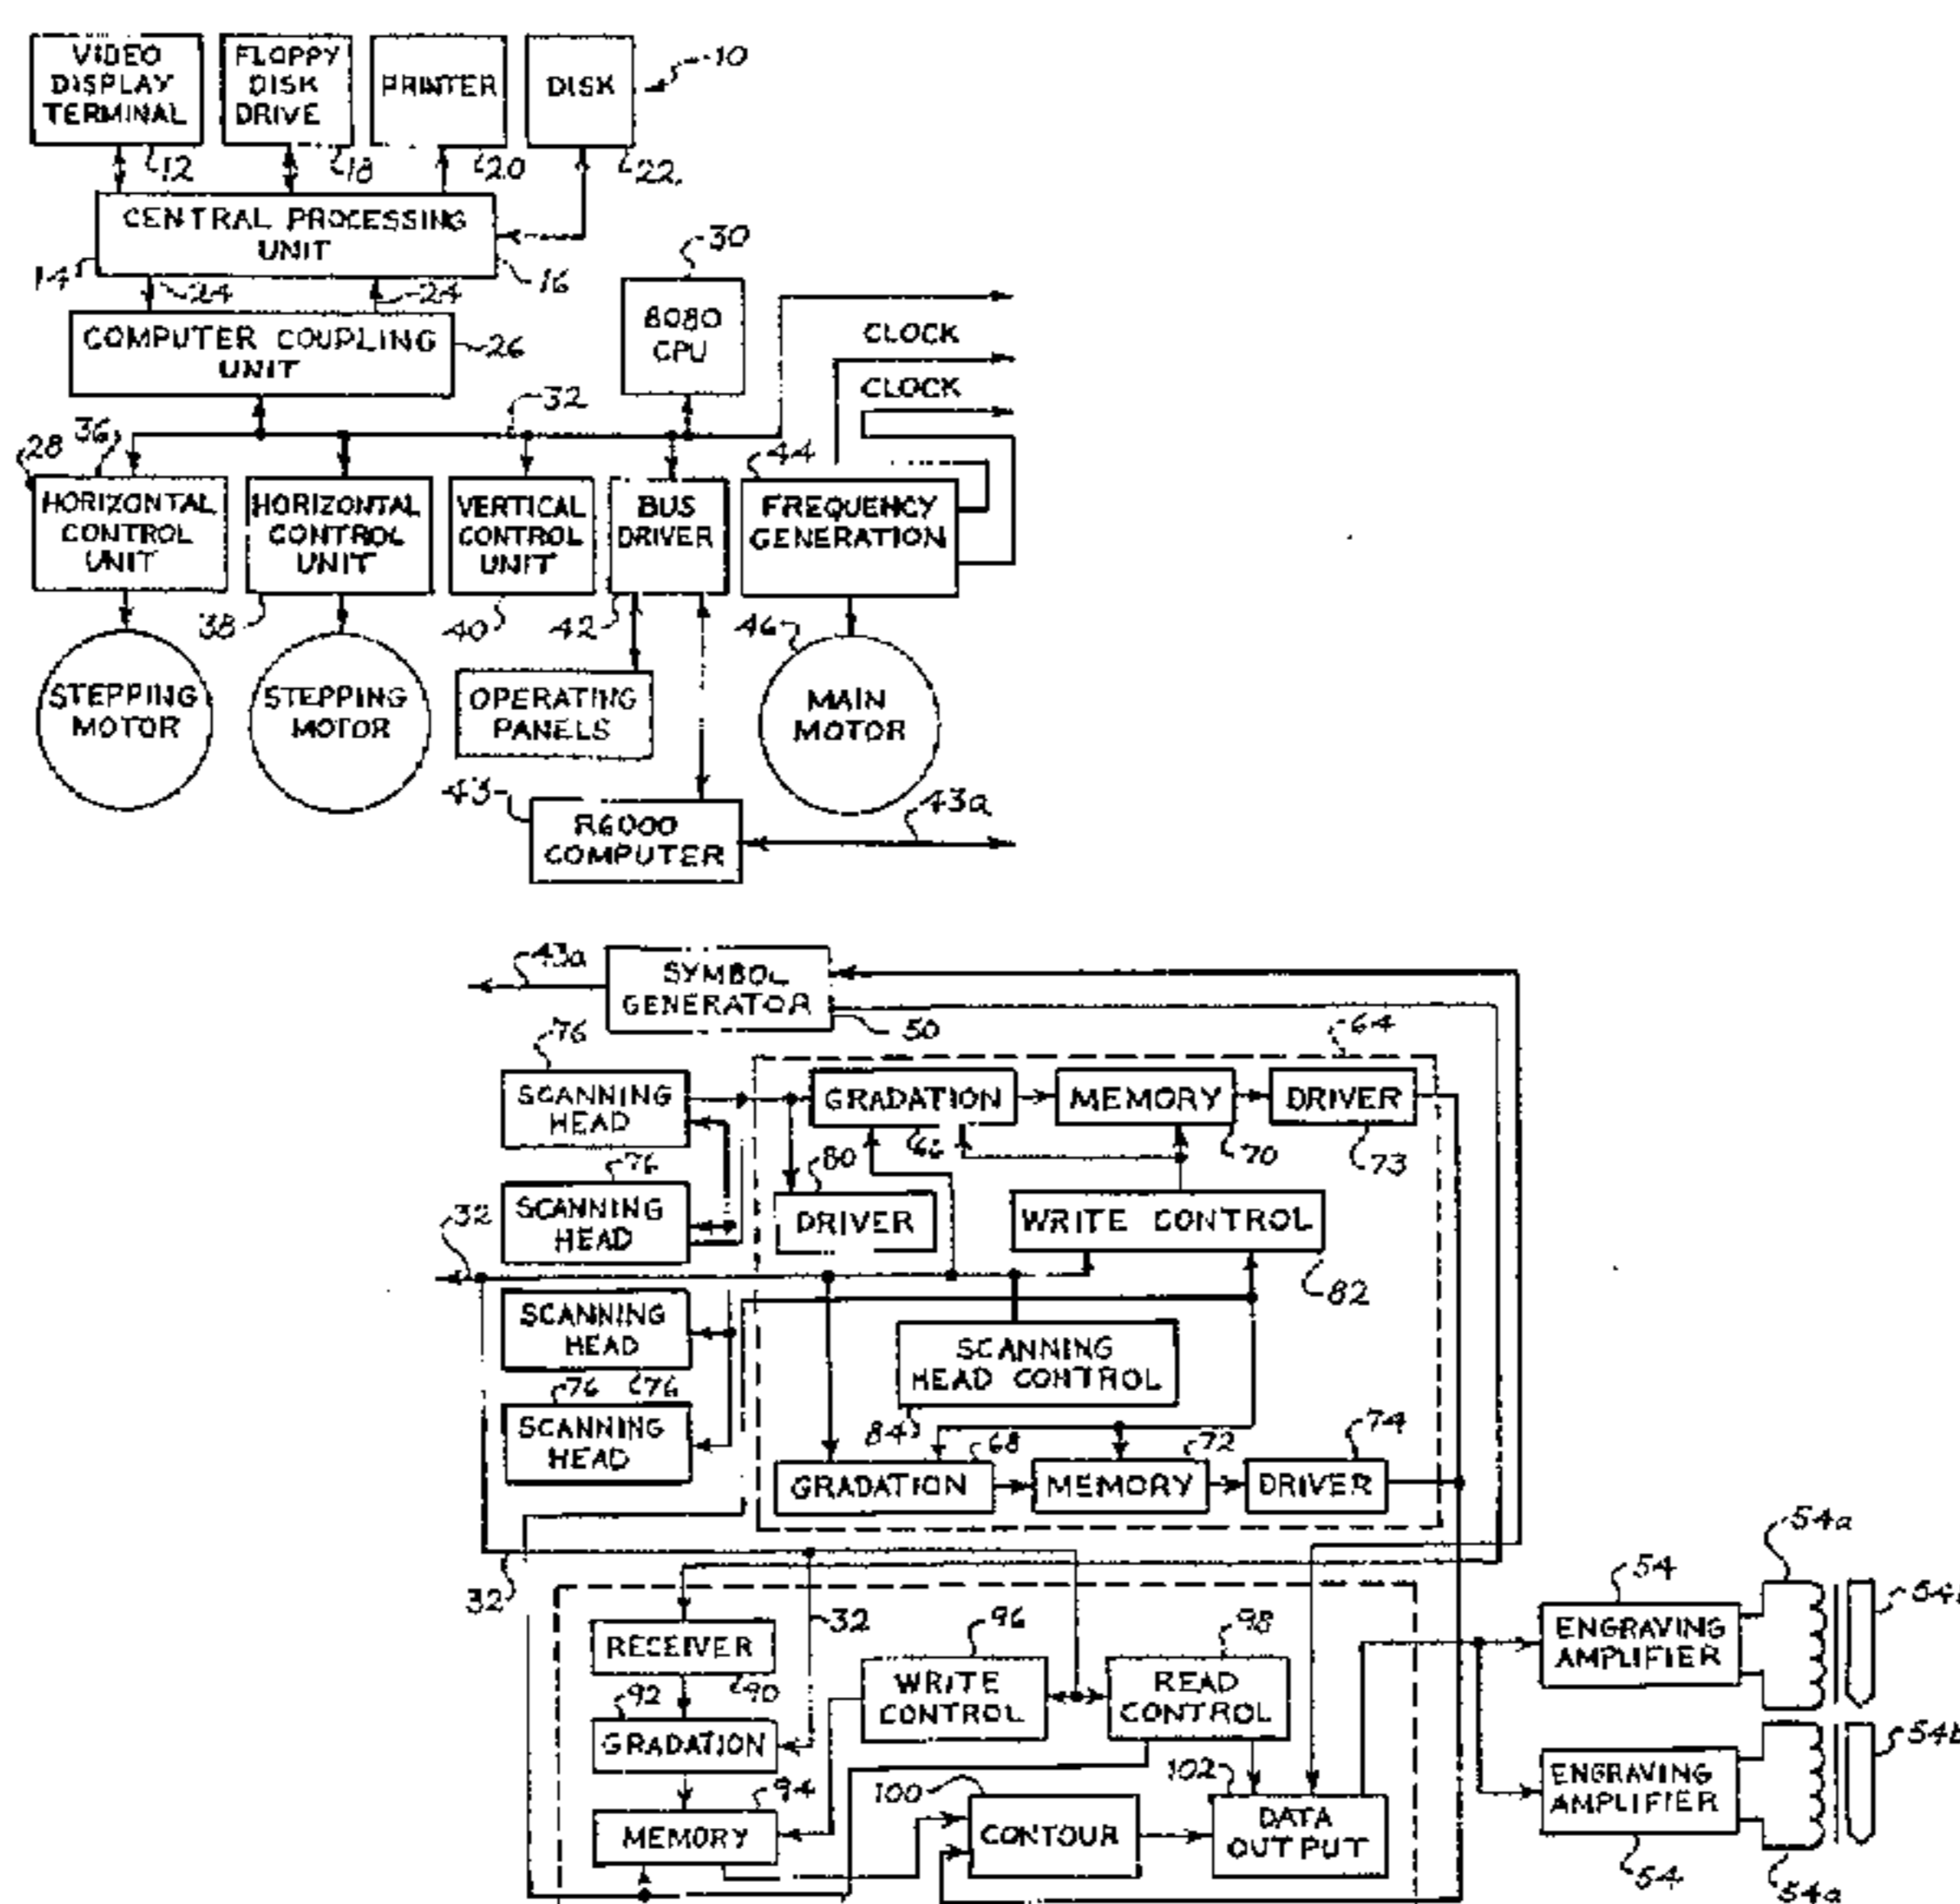 VIDEO
DISPLAY
TERMINAL
FLOPPY
DISK
DRIVE
PRINTER
DISK
10
12
18
20
22
CENTRAL PROCESSING
UNIT
14
16
24
24
30
COMPUTER COUPLING
UNIT
26
8080
CPU
CLOCK
CLOCK
32
28
36
44
HORIZONTAL
CONTROL
UNIT
HORIZONTAL
CONTROL
UNIT
VERTICAL
CONTROL
UNIT
BUS
DRIVER
FREQUENCY
GENERATION
38
40
42
46
STEPPING
MOTOR
STEPPING
MOTOR
OPERATING
PANELS
MAIN
MOTOR
43
R6000
COMPUTER
43a
43a
SYMBOL
GENERATOR
50
64
76
SCANNING
HEAD
GRADATION
MEMORY
DRIVER
66
70
73
76
80
SCANNING
HEAD
DRIVER
WRITE CONTROL
32
82
SCANNING
HEAD
SCANNING
HEAD CONTROL
76
76
SCANNING
HEAD
84
68
72
74
GRADATION
MEMORY
DRIVER
32
54a
54
RECEIVER
32
96
98
ENGRAVING
AMPLIFIER
90
92
WRITE
CONTROL
READ
CONTROL
GRADATION
54b
94
100
102
ENGRAVING
AMPLIFIER
MEMORY
CONTOUR
DATA
OUTPUT
54
54a